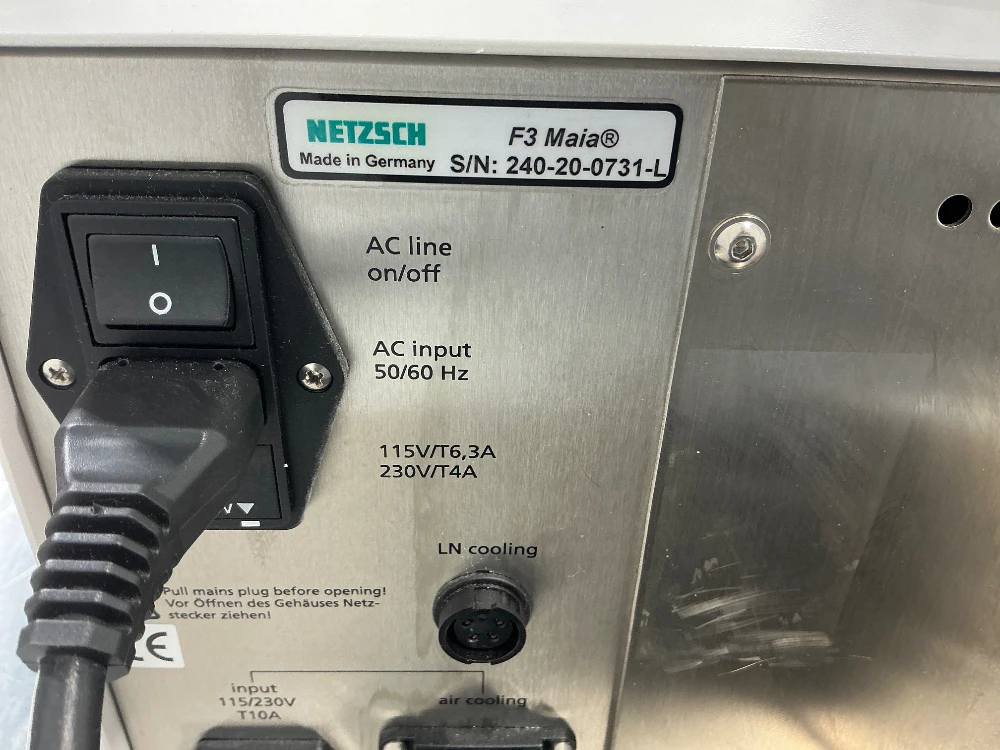 NETZSCH
F3 Maia®
Made in Germany
S/N: 240-20-0731-L
AC line
on/off
I
O
AC input
50/60 Hz
115V/T6,3A
230V/T4A
LN cooling
Pull mains plug before opening!
Vor Öffnen des Gehäuses Netz-
stecker ziehen!
CE
input
115/230V
T10A
air cooling